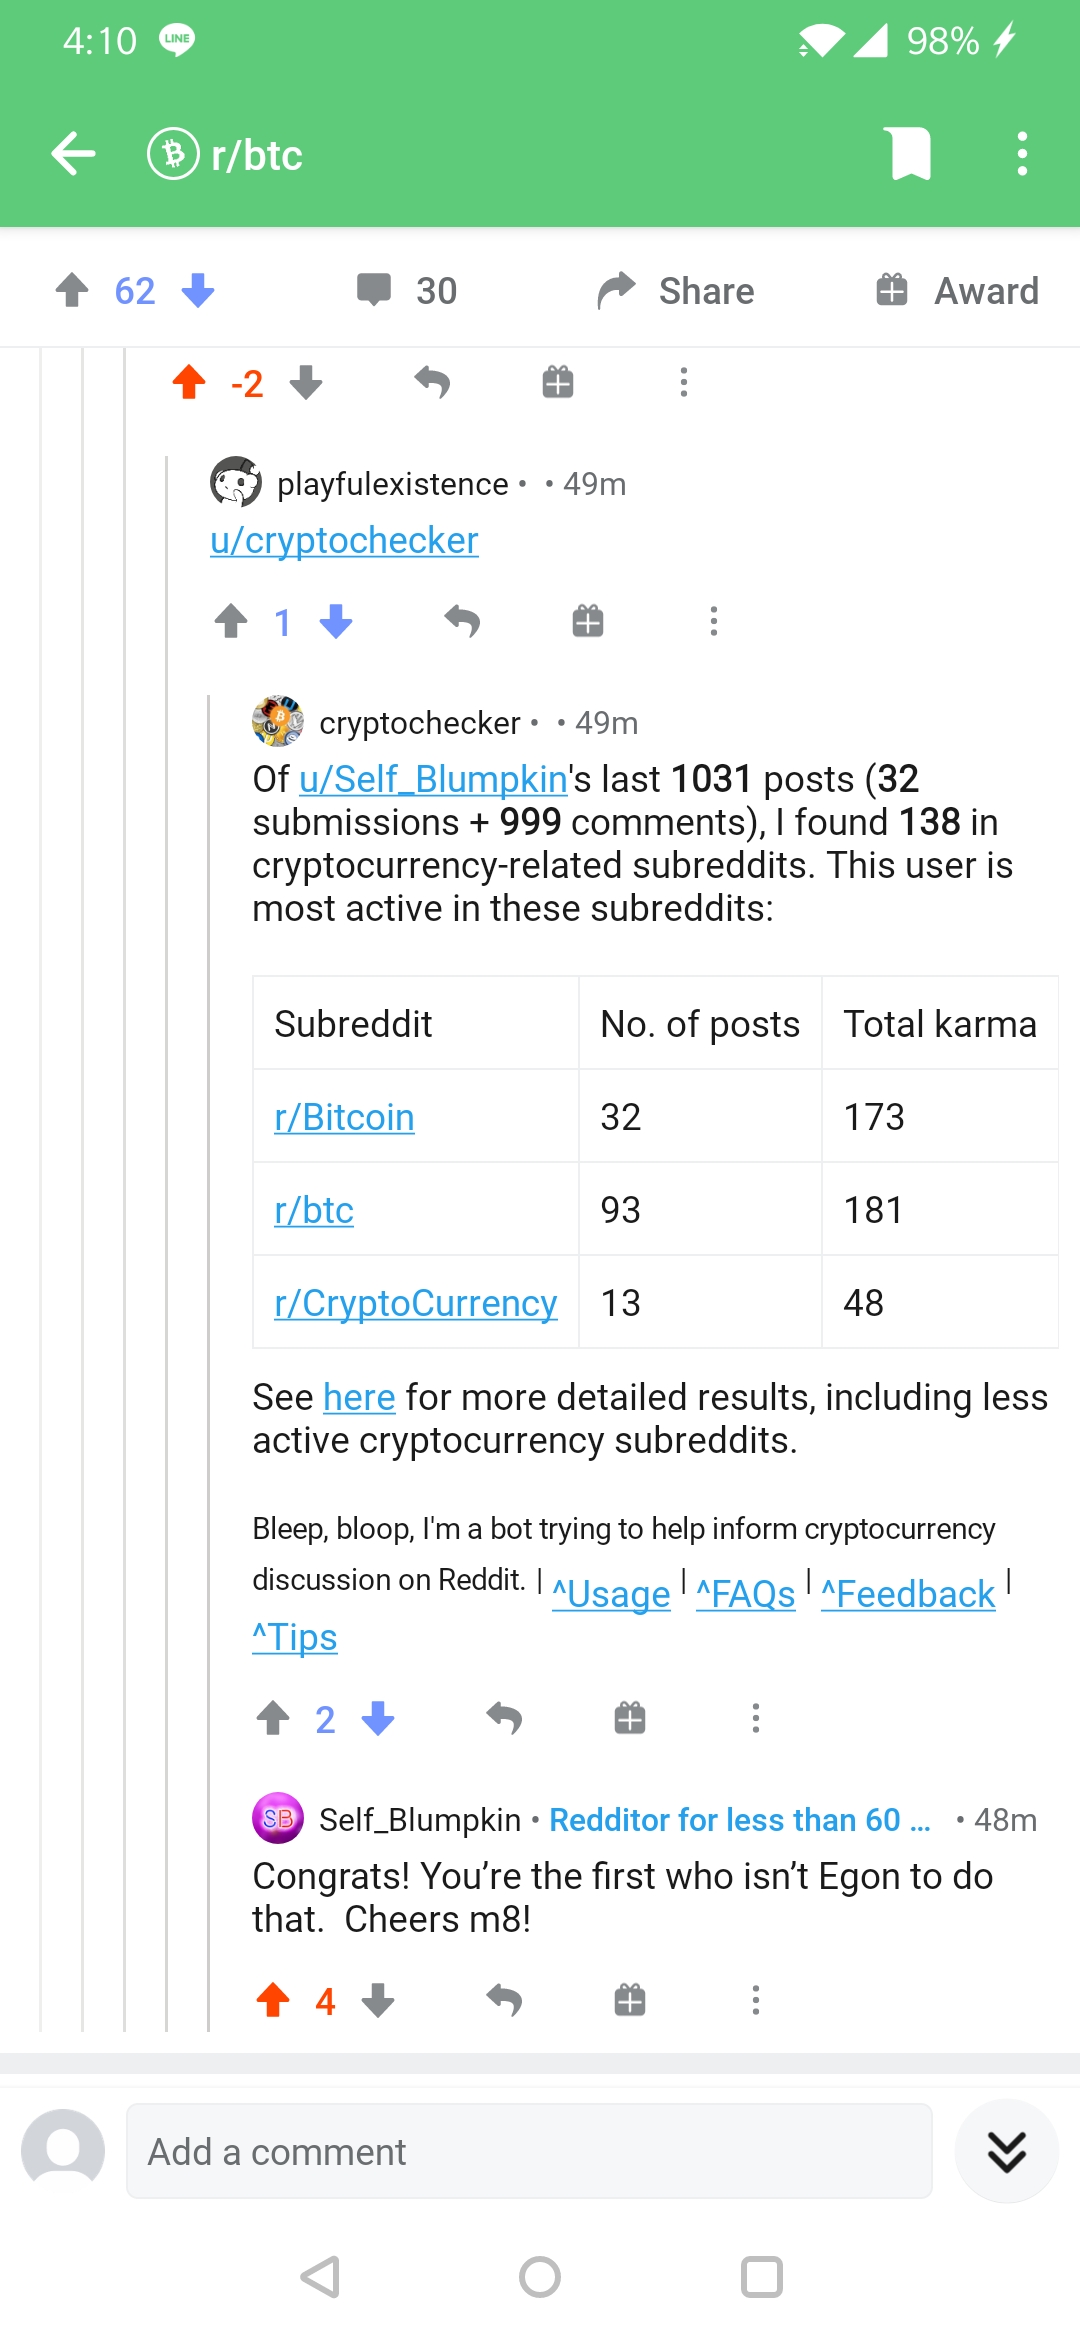 4:10 LINE 98%
r/btc
62 30 Share Award
-2
playfulexistence • • 49m
u/cryptochecker
1
cryptochecker • • 49m
Of u/Self_Blumpkin's last 1031 posts (32
submissions + 999 comments), I found 138 in
cryptocurrency-related subreddits. This user is
most active in these subreddits:
Subreddit No. of posts Total karma
r/Bitcoin 32 173
r/btc 93 181
r/CryptoCurrency 13 48
See here for more detailed results, including less
active cryptocurrency subreddits.
Bleep, bloop, I'm a bot trying to help inform cryptocurrency
discussion on Reddit. | ^Usage | ^FAQs | ^Feedback |
^Tips
2
SB Self_Blumpkin • Redditor for less than 60 ... • 48m
Congrats! You’re the first who isn’t Egon to do
that.  Cheers m8!
4
Add a comment